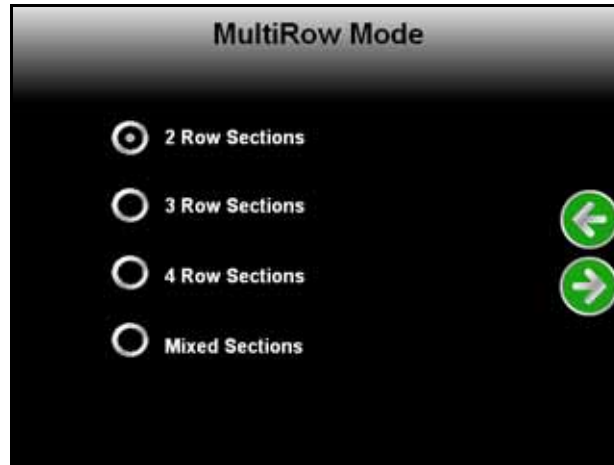 MultiRow Mode
2 Row Sections
3 Row Sections
4 Row Sections
Mixed Sections